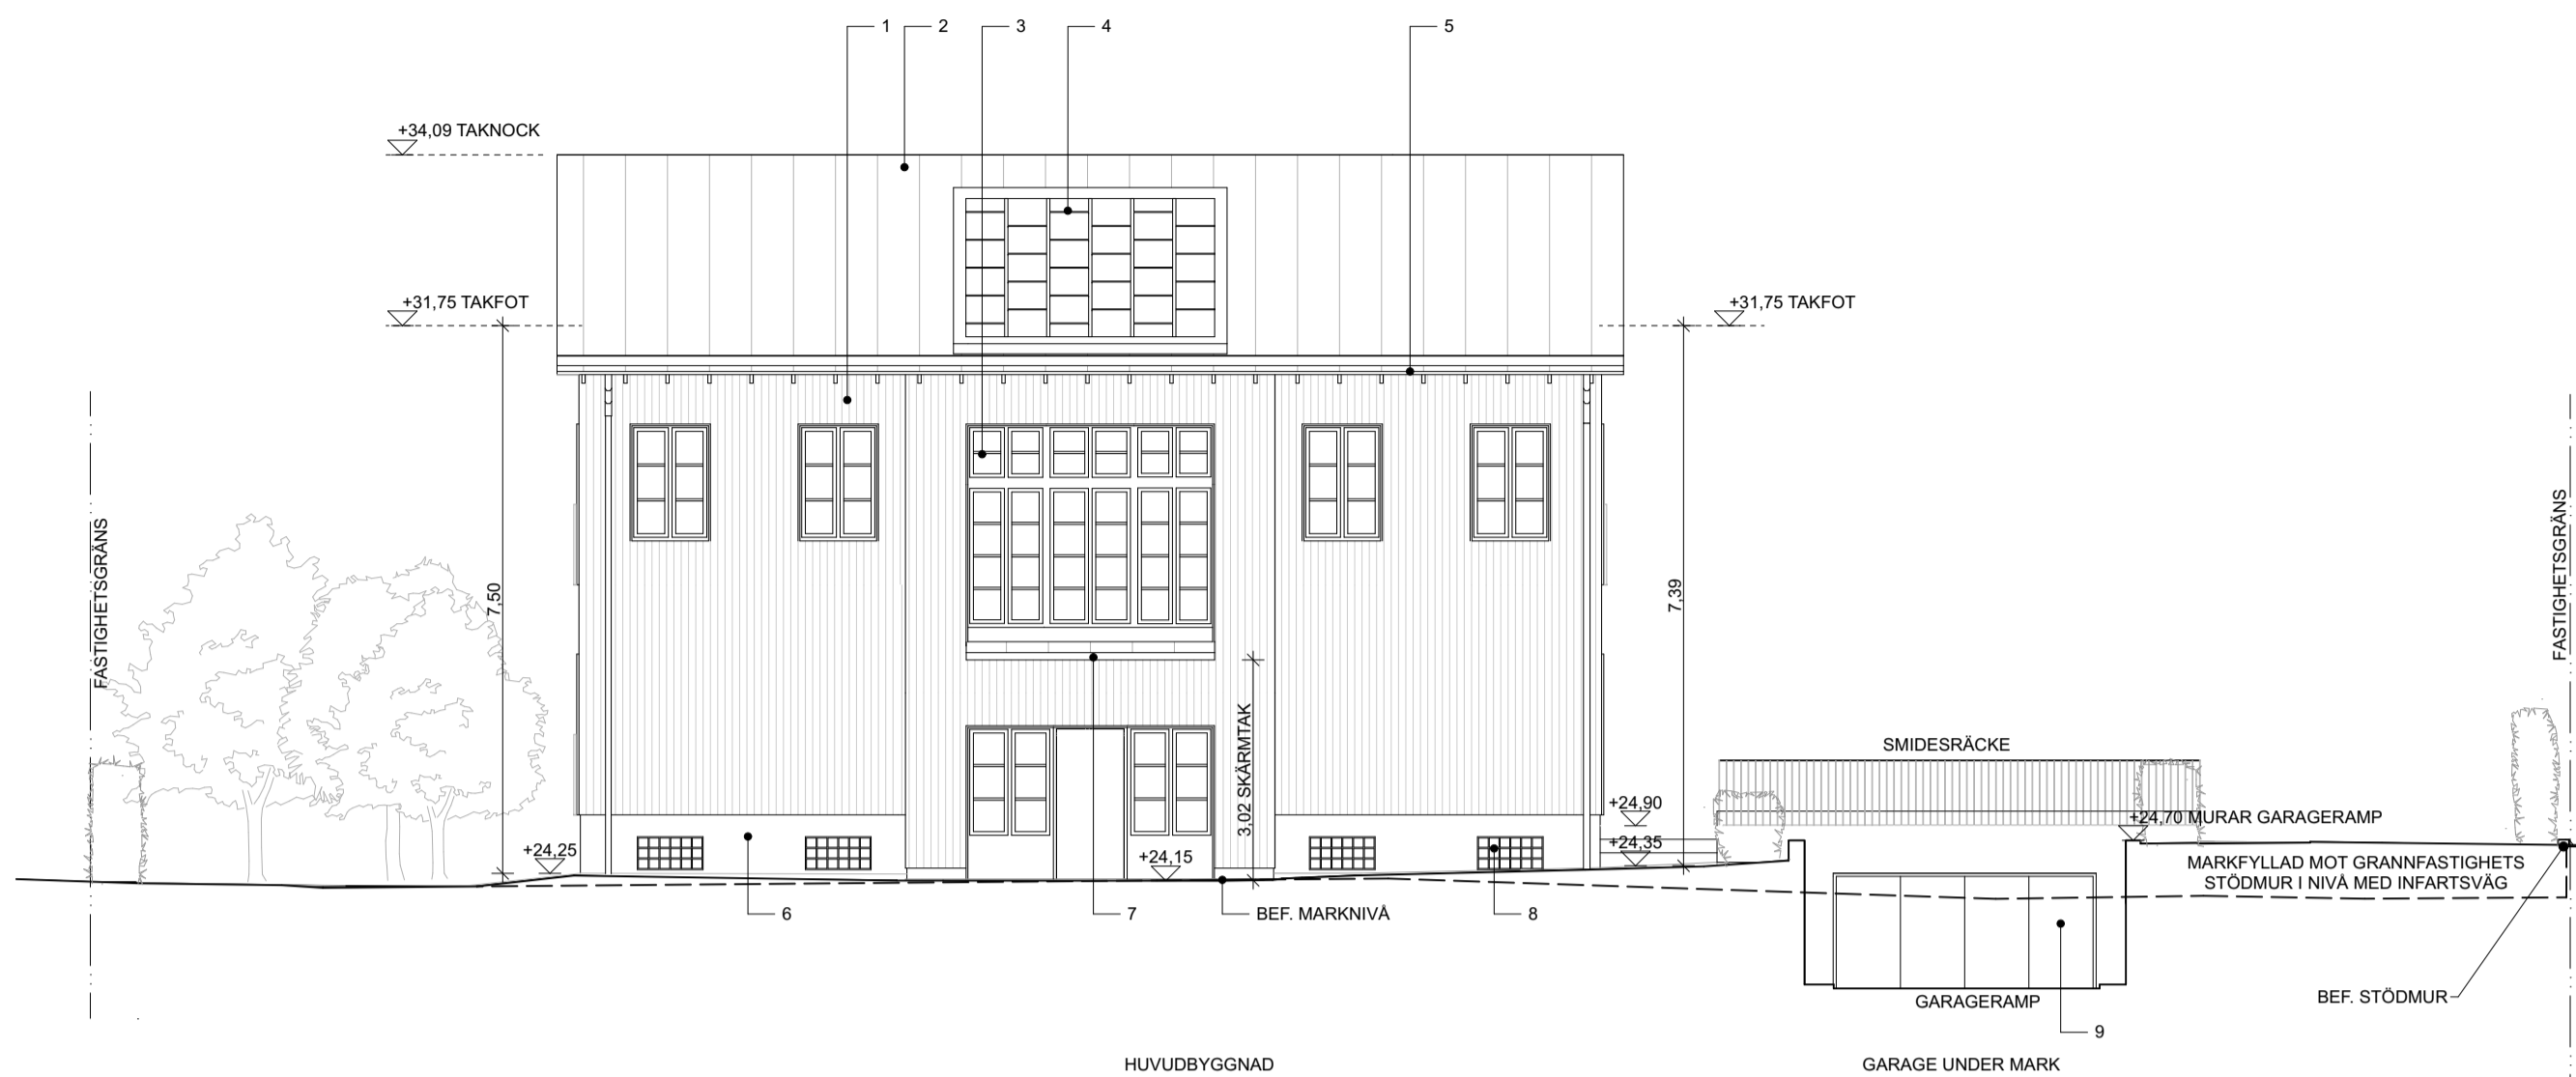 1
2
3
4
5
+34,09 TAKNOCK
+31,75 TAKFOT
+31,75 TAKFOT
FASTIGHETSGRÄNS
7,50
7,39
FASTIGHETSGRÄNS
3,02 SKÄRMTAK
SMIDESRÄCKE
+24,90
+24,70 MURAR GARAGERAMP
+24,25
+24,15
+24,35
MARKFYLLAD MOT GRANNFASTIGHETS
STÖDMUR I NIVÅ MED INFARTSVÄG
6
7
BEF. MARKNIVÅ
8
GARAGERAMP
BEF. STÖDMUR
9
HUVUDBYGGNAD
GARAGE UNDER MARK